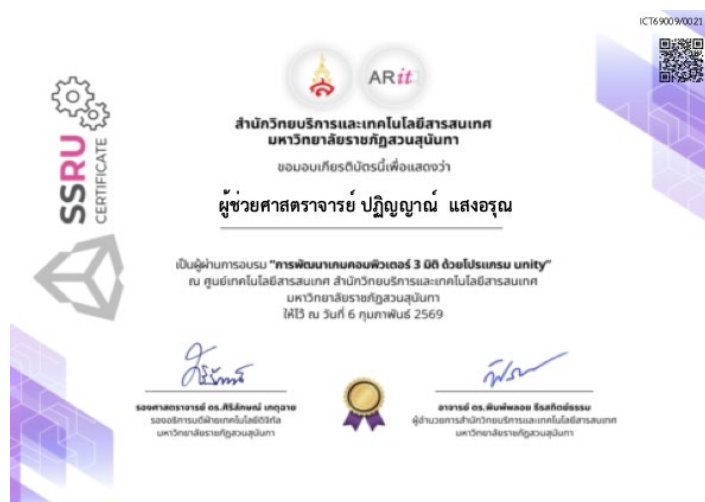 ICT69009/0021
ARit
SSRU
CERTIFICATE
สำนักวิทยบริการและเทคโนโลยีสารสนเทศ
มหาวิทยาลัยราชภัฏสวนสุนันทา
ขอมอบเกียรติบัตรนี้เพื่อแสดงว่า
ผู้ช่วยศาสตราจารย์ ปฏิญญาณ์ แสงอรุณ
เป็นผู้ผ่านการอบรม "การพัฒนาเกมคอมพิวเตอร์ 3 มิติ ด้วยโปรแกรม unity"
ณ ศูนย์เทคโนโลยีสารสนเทศ สำนักวิทยบริการและเทคโนโลยีสารสนเทศ
มหาวิทยาลัยราชภัฏสวนสุนันทา
ให้ไว้ ณ วันที่ 6 กุมภาพันธ์ 2569
รองศาสตราจารย์ ดร.ศิริลักษณ์ เกตุฉาย
รองอธิการบดีฝ่ายเทคโนโลยีดิจิทัล
มหาวิทยาลัยราชภัฏสวนสุนันทา
อาจารย์ ดร.พิมพ์พลอย ธีรสถิตย์ธรรม
ผู้อำนวยการสำนักวิทยบริการและเทคโนโลยีสารสนเทศ
มหาวิทยาลัยราชภัฏสวนสุนันทา